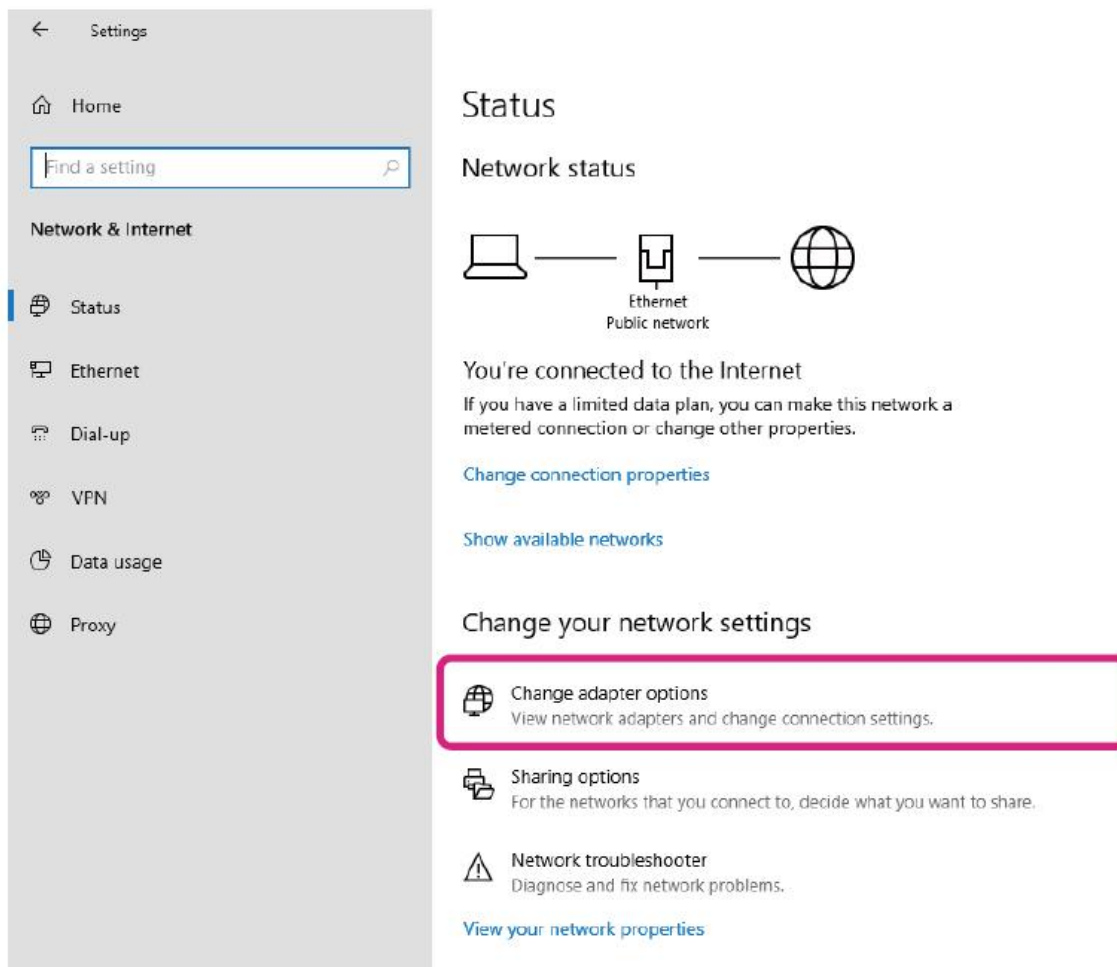 Settings
Home
Find a setting
Network & Internet
Status
Ethernet
Dial-up
VPN
Data usage
Proxy
Status
Network status
Ethernet
Public network
You're connected to the Internet
If you have a limited data plan, you can make this network a
metered connection or change other properties.
Change connection properties
Show available networks
Change your network settings
Change adapter options
View network adapters and change connection settings.
Sharing options
For the networks that you connect to, decide what you want to share.
Network troubleshooter
Diagnose and fix network problems.
View your network properties